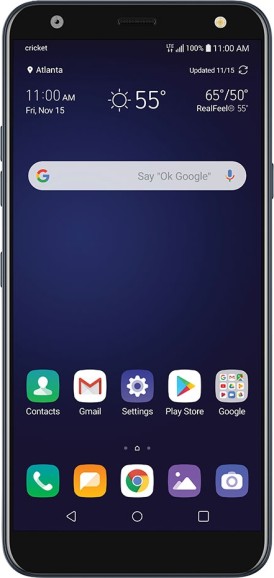 cricket LTE 100% 11:00 AM
Atlanta Updated 11/15
11:00 AM 55° 65°/50°
Fri, Nov 15 RealFeel® 55°
G Say "Ok Google"
Contacts Gmail Settings Play Store Google